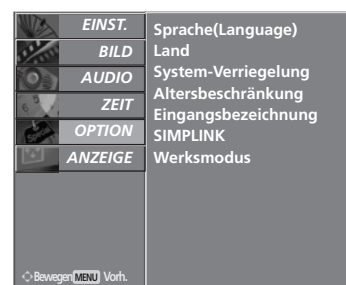 EINST.
BILD
AUDIO
ZEIT
OPTION
ANZEIGE
Sprache(Language)
Land
System-Verriegelung
Altersbeschränkung
Eingangsbezeichnung
SIMPLINK
Werksmodus
Bewegen MENU Vorh.